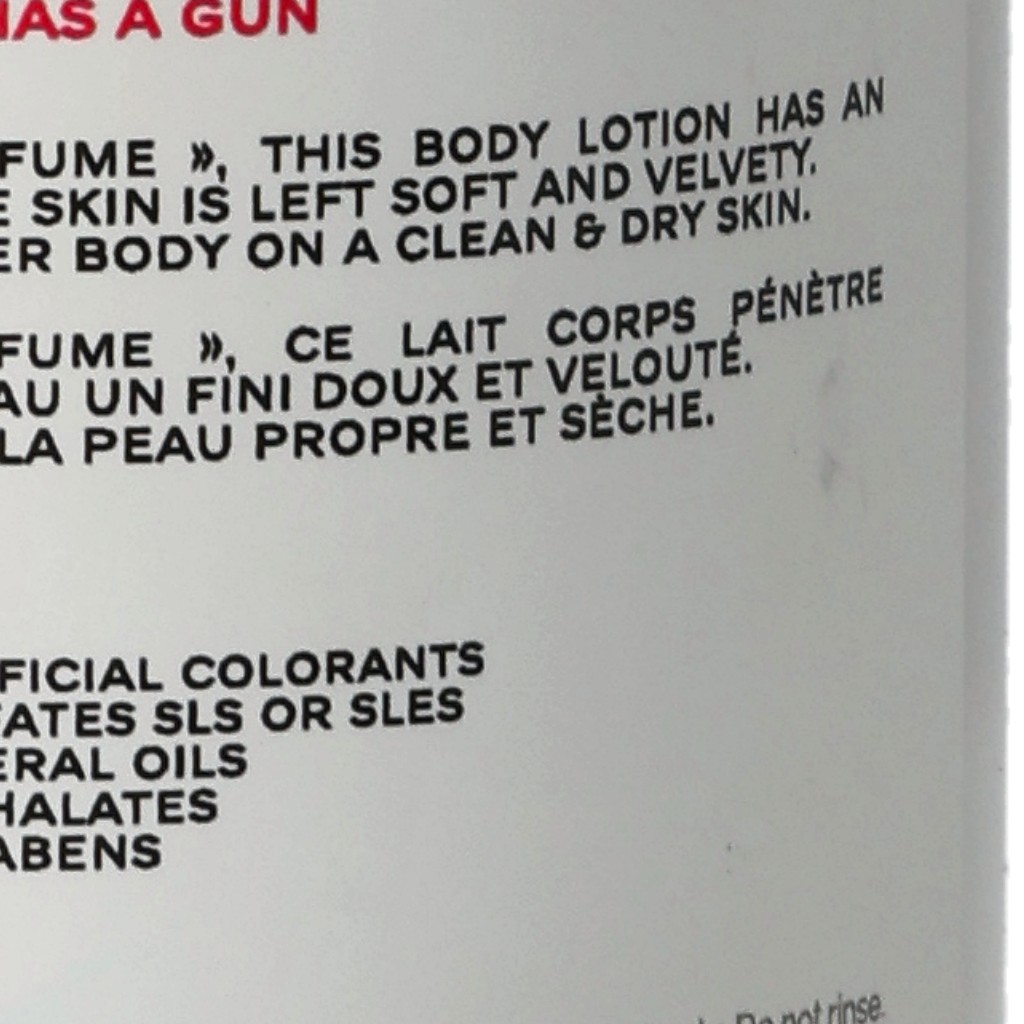 HAS A GUN
FUME », THIS BODY LOTION HAS AN
E SKIN IS LEFT SOFT AND VELVETY.
ER BODY ON A CLEAN & DRY SKIN.
FUME », CE LAIT CORPS PÉNÈTRE
AU UN FINI DOUX ET VELOUTÉ.
LA PEAU PROPRE ET SÈCHE.
FICIAL COLORANTS
FATES SLS OR SLES
ERAL OILS
HALATES
ABENS
Do not rinse.